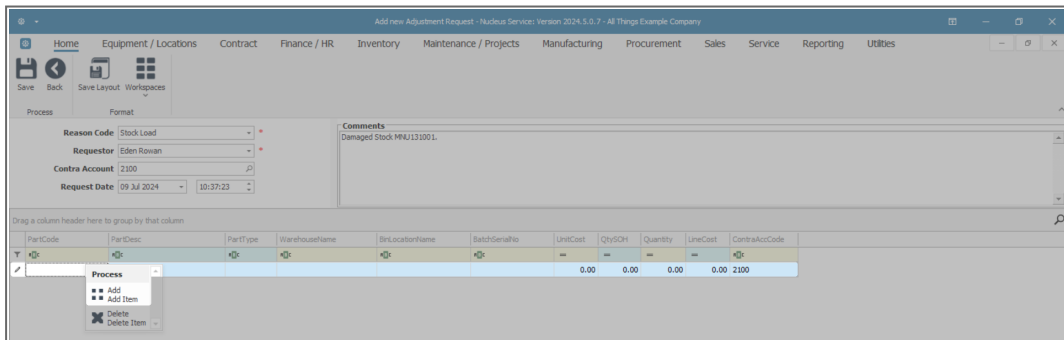 Add new Adjustment Request - Nucleus Service: Version 2024.5.0.7 - All Things Example Company
Home Equipment / Locations Contract Finance / HR Inventory Maintenance / Projects Manufacturing Procurement Sales Service Reporting Utilities
Save Back Save Layout Workspaces
Process Format
Reason Code Stock Load *
Requestor Eden Rowan *
Contra Account 2100
Request Date 09 Jul 2024 10:37:23
Comments
Damaged Stock MNU131001.
Drag a column header here to group by that column
PartCode PartDesc PartType WarehouseName BinLocationName BatchSerialNo UnitCost QtySOH Quantity LineCost ContraAccCode
= = = =
0.00 0.00 0.00 0.00 2100
Process
Add
Add Item
Delete
Delete Item